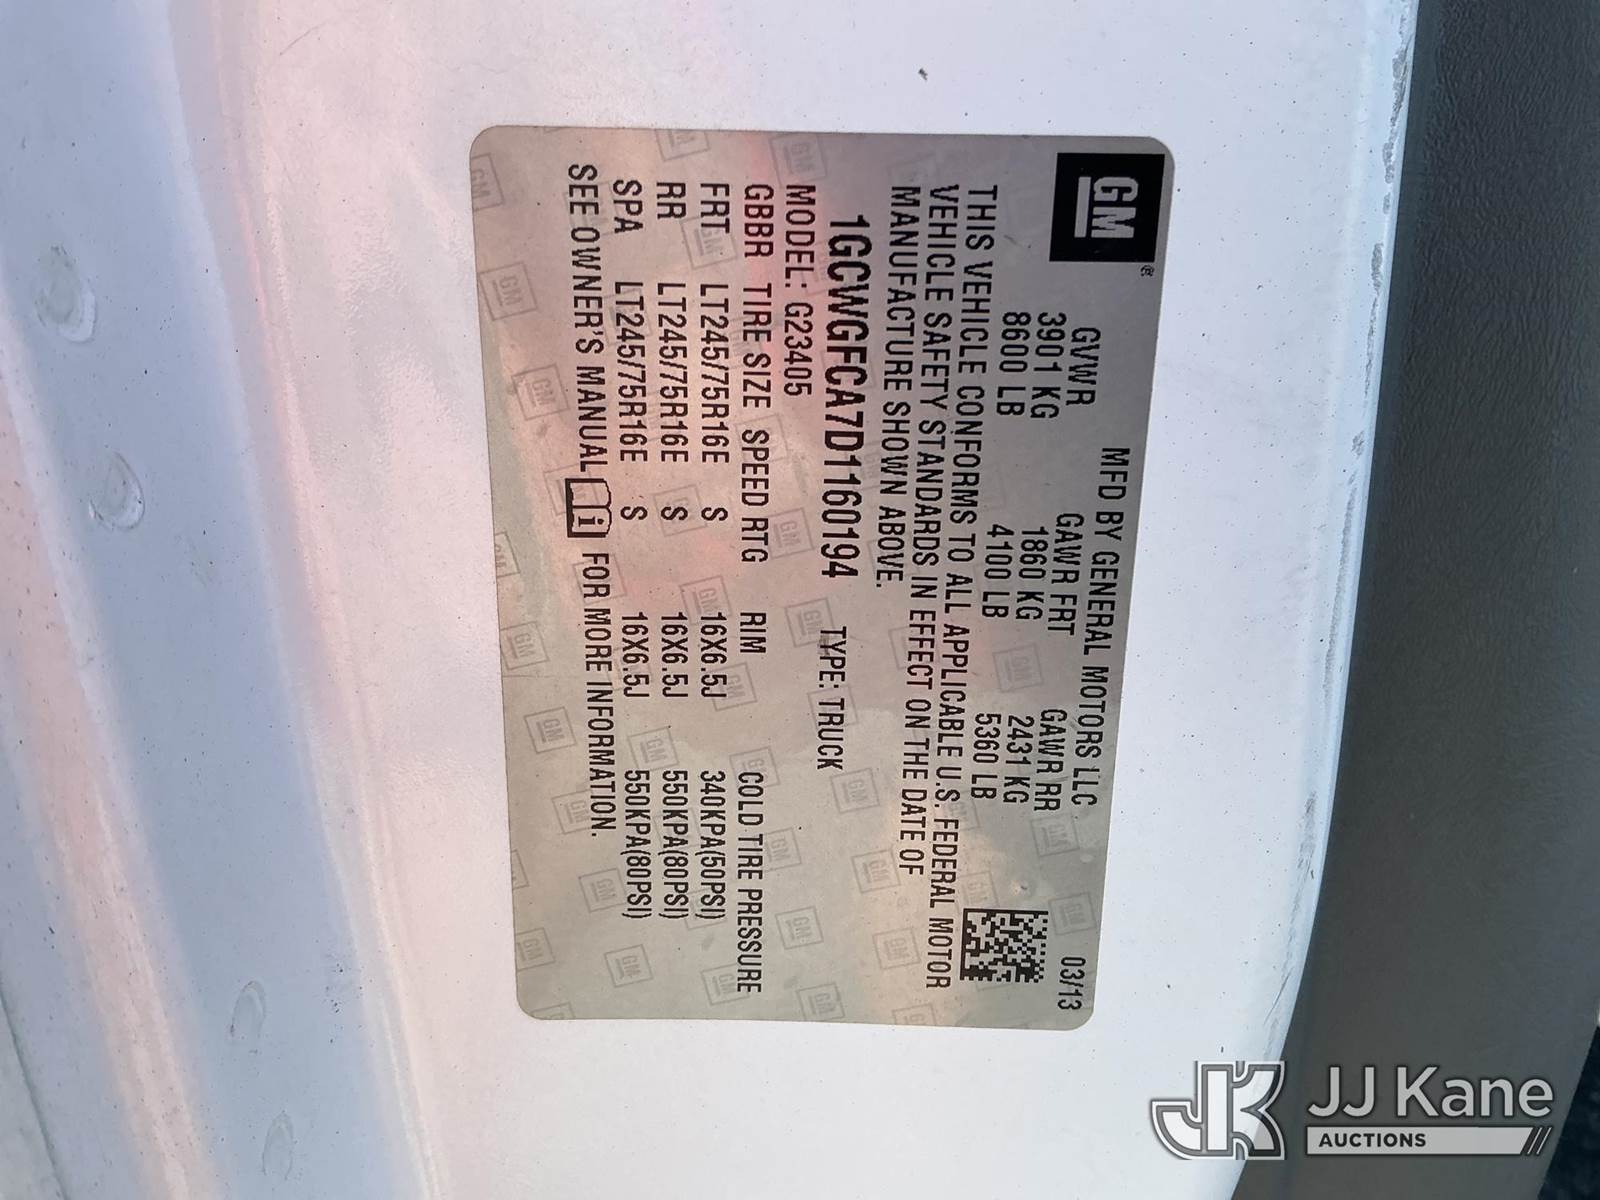 GM®
MFD BY GENERAL MOTORS LLC 03/13
GVWR GAWR FRT GAWR RR
3901 KG 1860 KG 2431 KG
8600 LB 4100 LB 5360 LB
THIS VEHICLE CONFORMS TO ALL APPLICABLE U.S. FEDERAL MOTOR
VEHICLE SAFETY STANDARDS IN EFFECT ON THE DATE OF
MANUFACTURE SHOWN ABOVE.
1GCWGFCA7D1160194 TYPE: TRUCK
MODEL: G23405
GBBR TIRE SIZE SPEED RTG RIM COLD TIRE PRESSURE
FRT LT245/75R16E S 16X6.5J 340KPA(50PSI)
RR LT245/75R16E S 16X6.5J 550KPA(80PSI)
SPA LT245/75R16E S 16X6.5J 550KPA(80PSI)
SEE OWNER'S MANUAL i FOR MORE INFORMATION.
JK JJ Kane
AUCTIONS